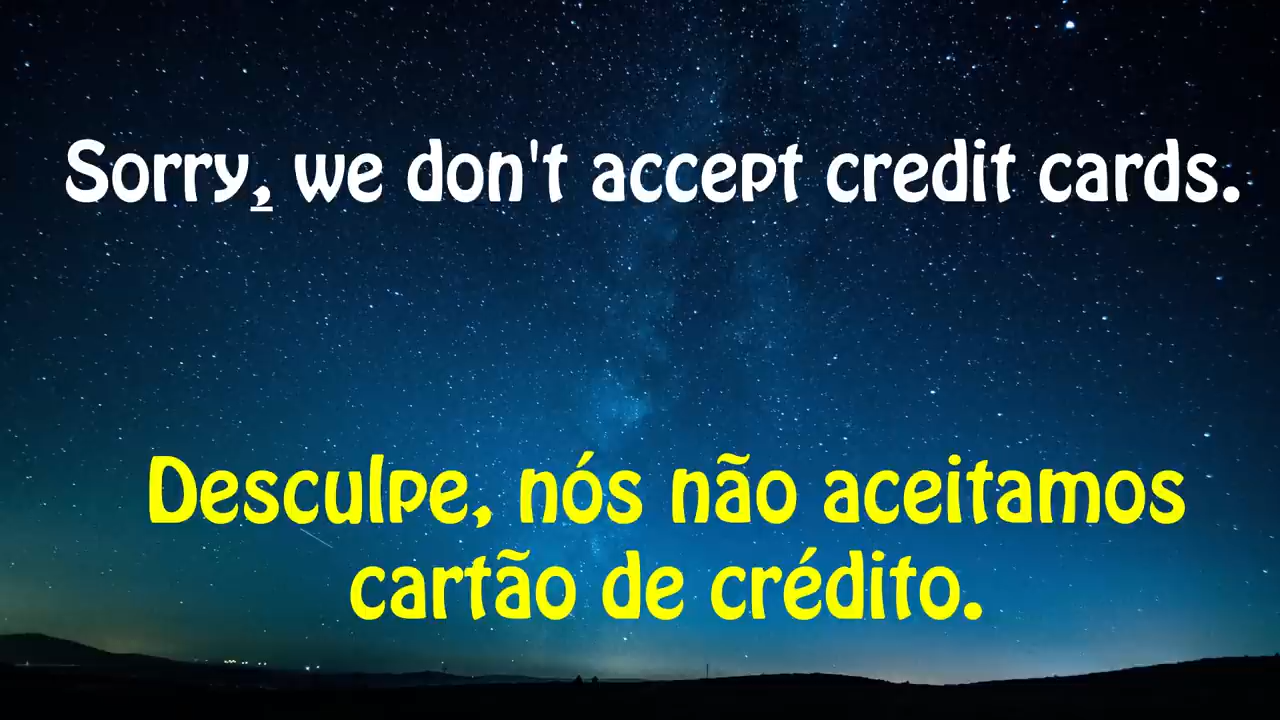 Sorry, we don't accept credit cards.
Desculpe, nós não aceitamos
cartão de crédito.